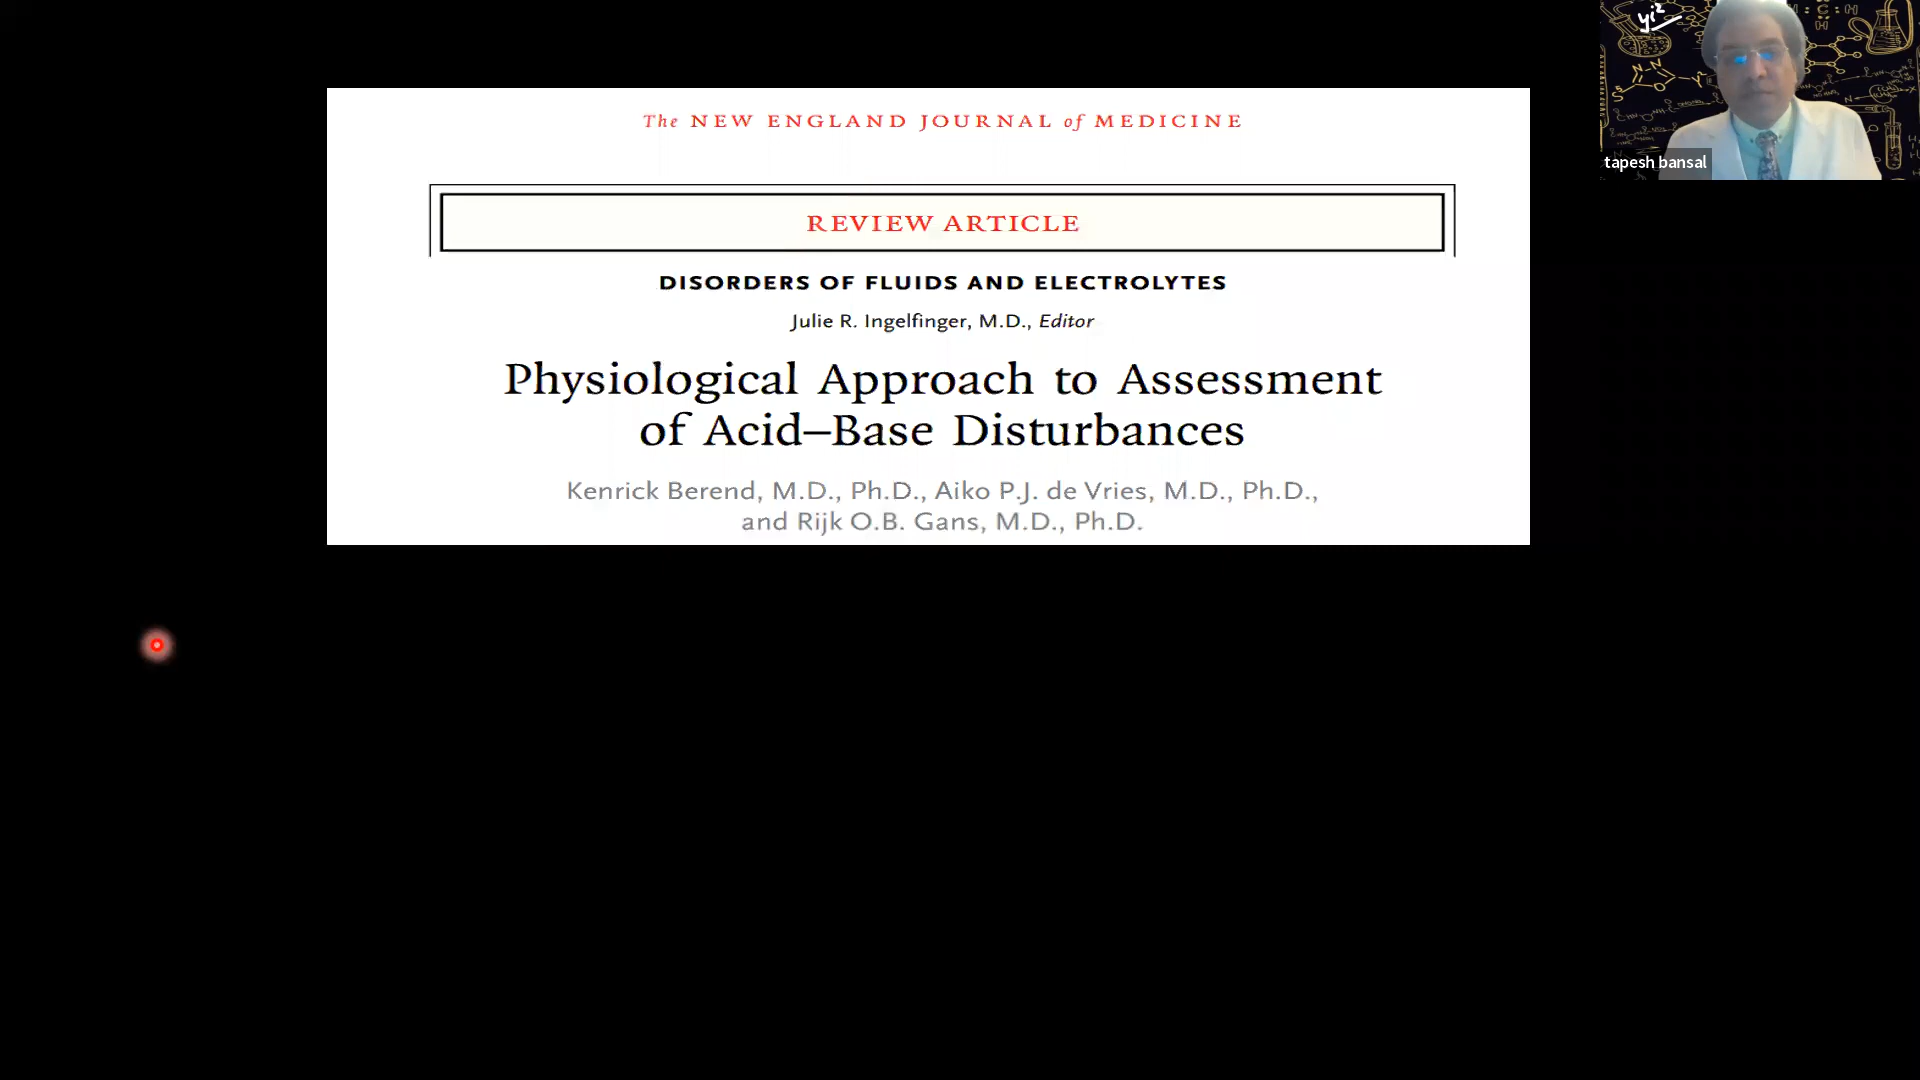 The NEW ENGLAND JOURNAL of MEDICINE
REVIEW ARTICLE
DISORDERS OF FLUIDS AND ELECTROLYTES
Julie R. Ingelfinger, M.D., Editor
Physiological Approach to Assessment
of Acid–Base Disturbances
Kenrick Berend, M.D., Ph.D., Aiko P.J. de Vries, M.D., Ph.D.,
and Rijk O.B. Gans, M.D., Ph.D.
tapesh bansal